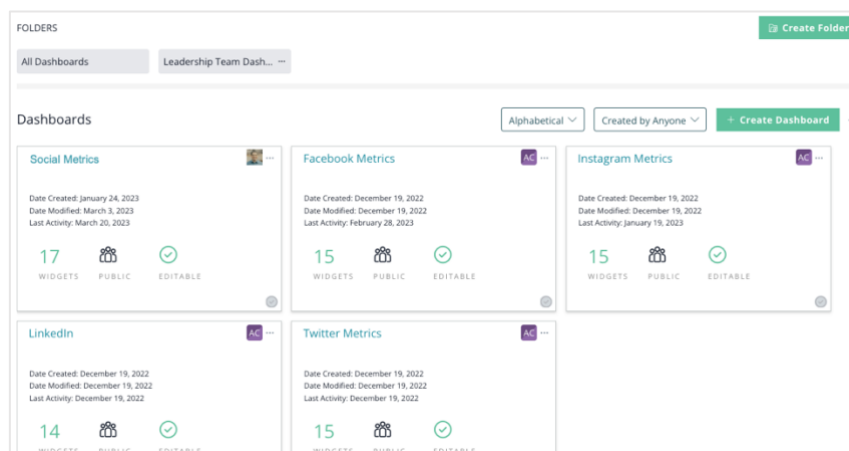 FOLDERS
Create Folder
All Dashboards
Leadership Team Dash... ···
Dashboards
Alphabetical
Created by Anyone
+ Create Dashboard
Social Metrics ···
Date Created: January 24, 2023
Date Modified: March 3, 2023
Last Activity: March 20, 2023
17
WIDGETS PUBLIC EDITABLE
Facebook Metrics AC ···
Date Created: December 19, 2022
Date Modified: December 19, 2022
Last Activity: February 28, 2023
15
WIDGETS PUBLIC EDITABLE
Instagram Metrics AC ···
Date Created: December 19, 2022
Date Modified: December 19, 2022
Last Activity: January 19, 2023
15
WIDGETS PUBLIC EDITABLE
LinkedIn AC ···
Date Created: December 19, 2022
Date Modified: December 19, 2022
Last Activity: December 19, 2022
14
WIDGETS PUBLIC EDITABLE
Twitter Metrics AC ···
Date Created: December 19, 2022
Date Modified: December 19, 2022
Last Activity: December 19, 2022
15
WIDGETS PUBLIC EDITABLE